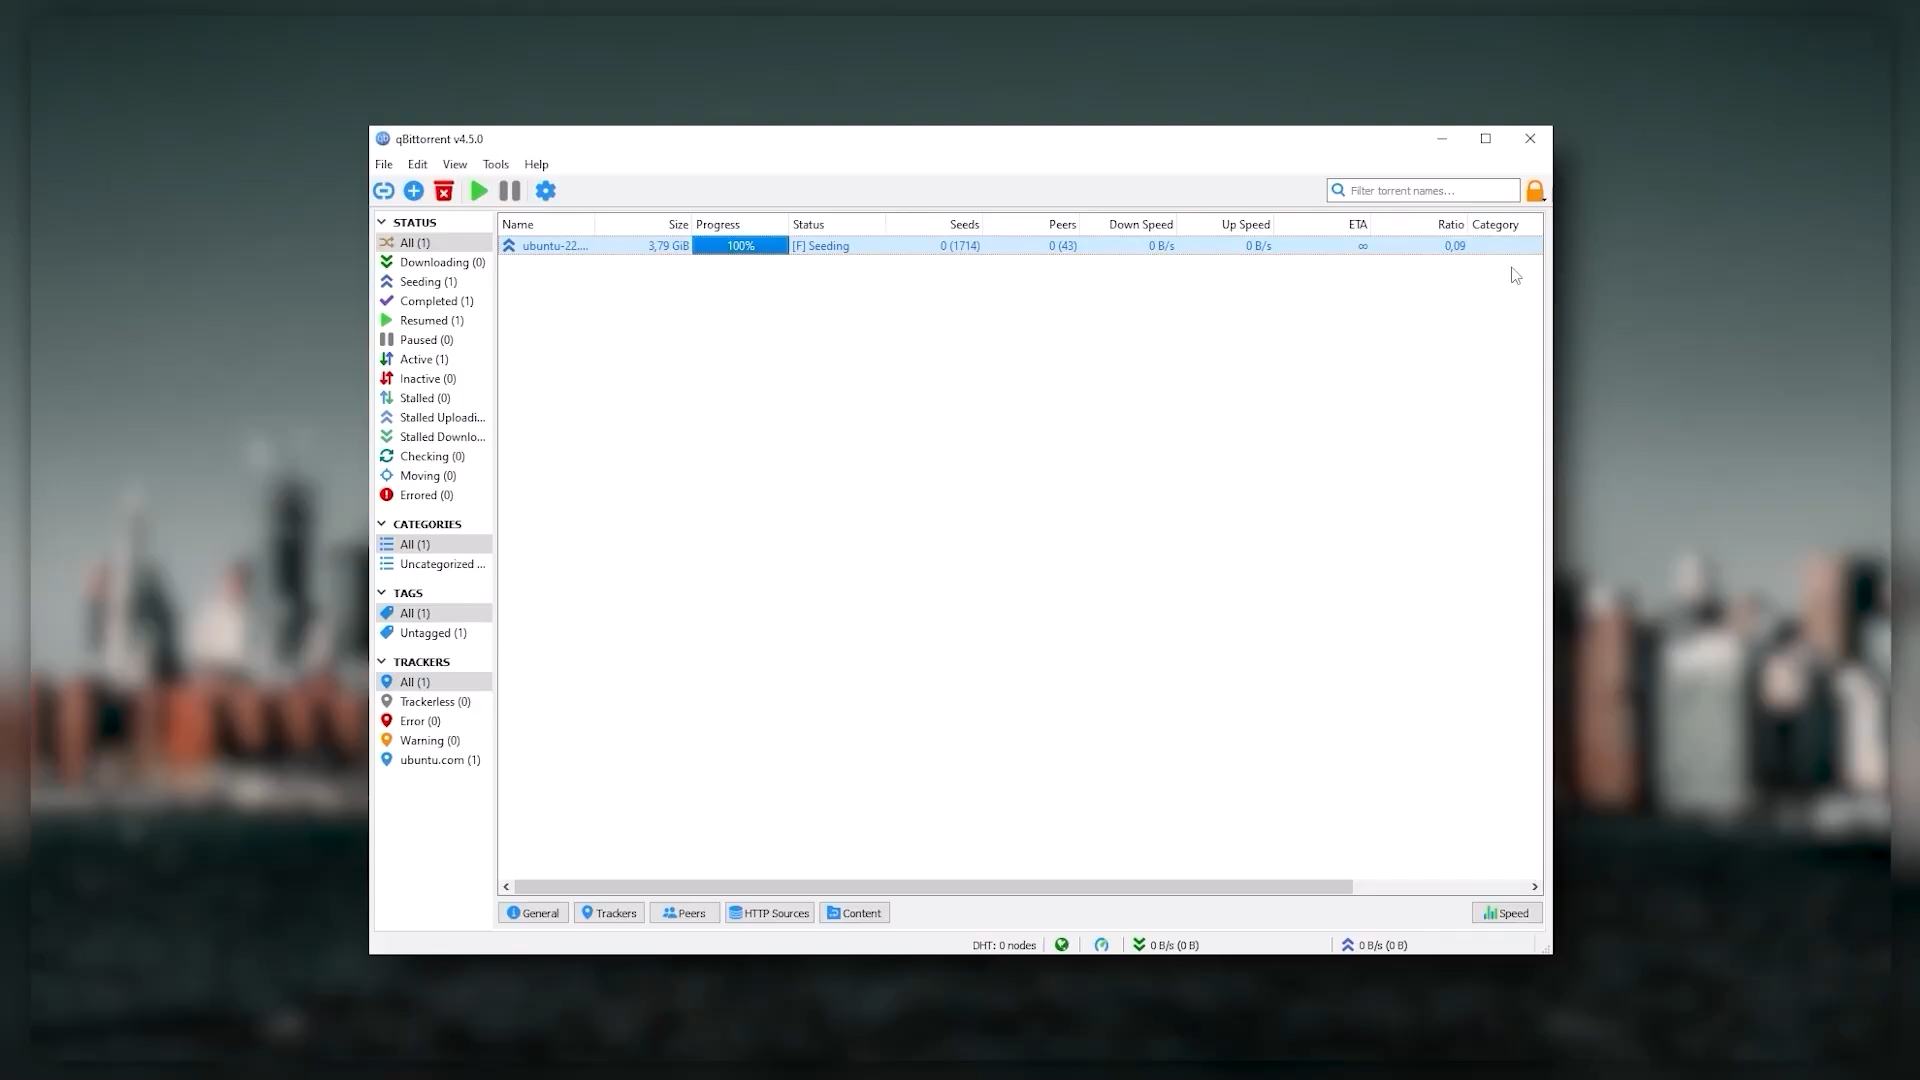 qBittorrent v4.5.0
File Edit View Tools Help
Filter torrent names...
STATUS
All (1)
Downloading (0)
Seeding (1)
Completed (1)
Resumed (1)
Paused (0)
Active (1)
Inactive (0)
Stalled (0)
Stalled Uploadi...
Stalled Downlo...
Checking (0)
Moving (0)
Errored (0)
CATEGORIES
All (1)
Uncategorized ...
TAGS
All (1)
Untagged (1)
TRACKERS
All (1)
Trackerless (0)
Error (0)
Warning (0)
ubuntu.com (1)
Name Size Progress Status Seeds Peers Down Speed Up Speed ETA Ratio Category
ubuntu-22.... 3,79 GiB 100% [F] Seeding 0 (1714) 0 (43) 0 B/s 0 B/s ∞ 0,09
General Trackers Peers HTTP Sources Content Speed
DHT: 0 nodes 0 B/s (0 B) 0 B/s (0 B)